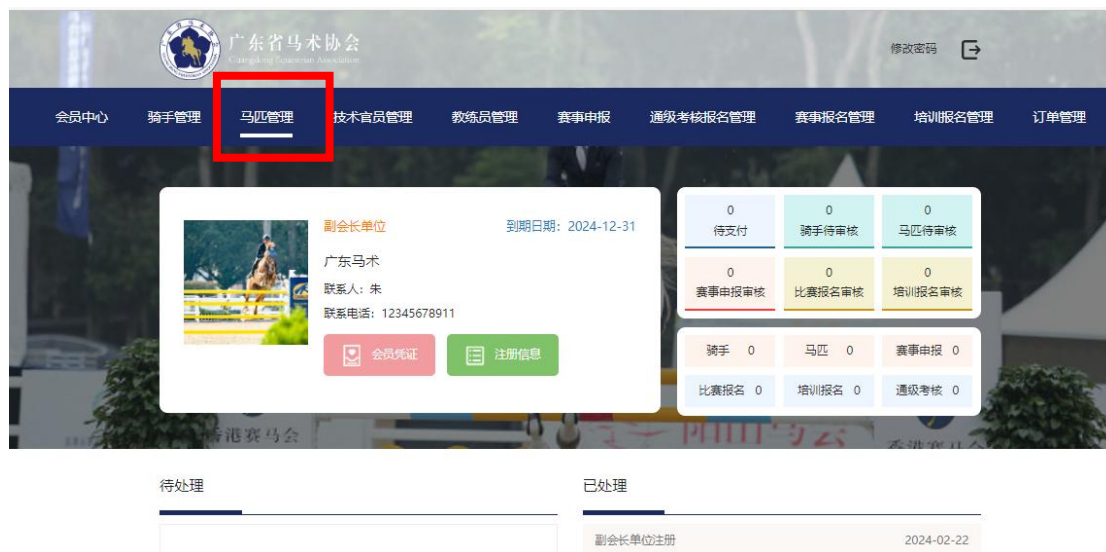 广东省马术协会
Guangdong Equestrian Association
修改密码
会员中心 骑手管理 马匹管理 技术官员管理 教练员管理 赛事申报 通级考核报名管理 赛事报名管理 培训报名管理 订单管理
副会长单位 到期日期：2024-12-31
广东马术
联系人：朱
联系电话：12345678911
会员凭证 注册信息
0 0 0
待支付 骑手待审核 马匹待审核
0 0 0
赛事申报审核 比赛报名审核 培训报名审核
骑手 0 马匹 0 赛事申报 0
比赛报名 0 培训报名 0 通级考核 0
香港赛马会
待处理 已处理
副会长单位注册 2024-02-22